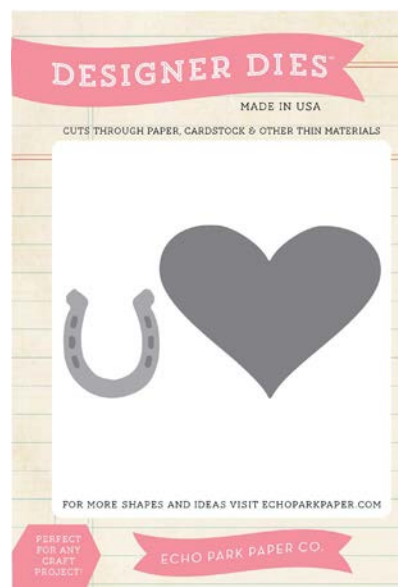 DESIGNER DIES™
MADE IN USA
CUTS THROUGH PAPER, CARDSTOCK & OTHER THIN MATERIALS
FOR MORE SHAPES AND IDEAS VISIT ECHOPARKPAPER.COM
PERFECT
FOR ANY
CRAFT
PROJECT!
ECHO PARK PAPER CO.